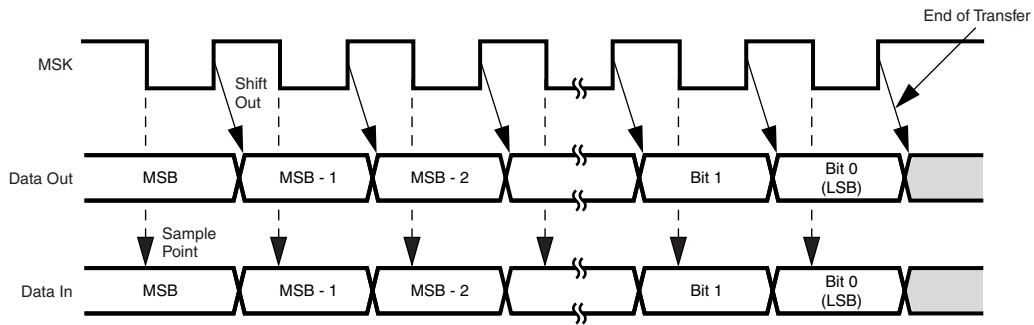 End of Transfer
MSK
Shift
Out
Data Out
MSB
MSB - 1
MSB - 2
Bit 1
Bit 0
(LSB)
Sample
Point
Data In
MSB
MSB - 1
MSB - 2
Bit 1
Bit 0
(LSB)